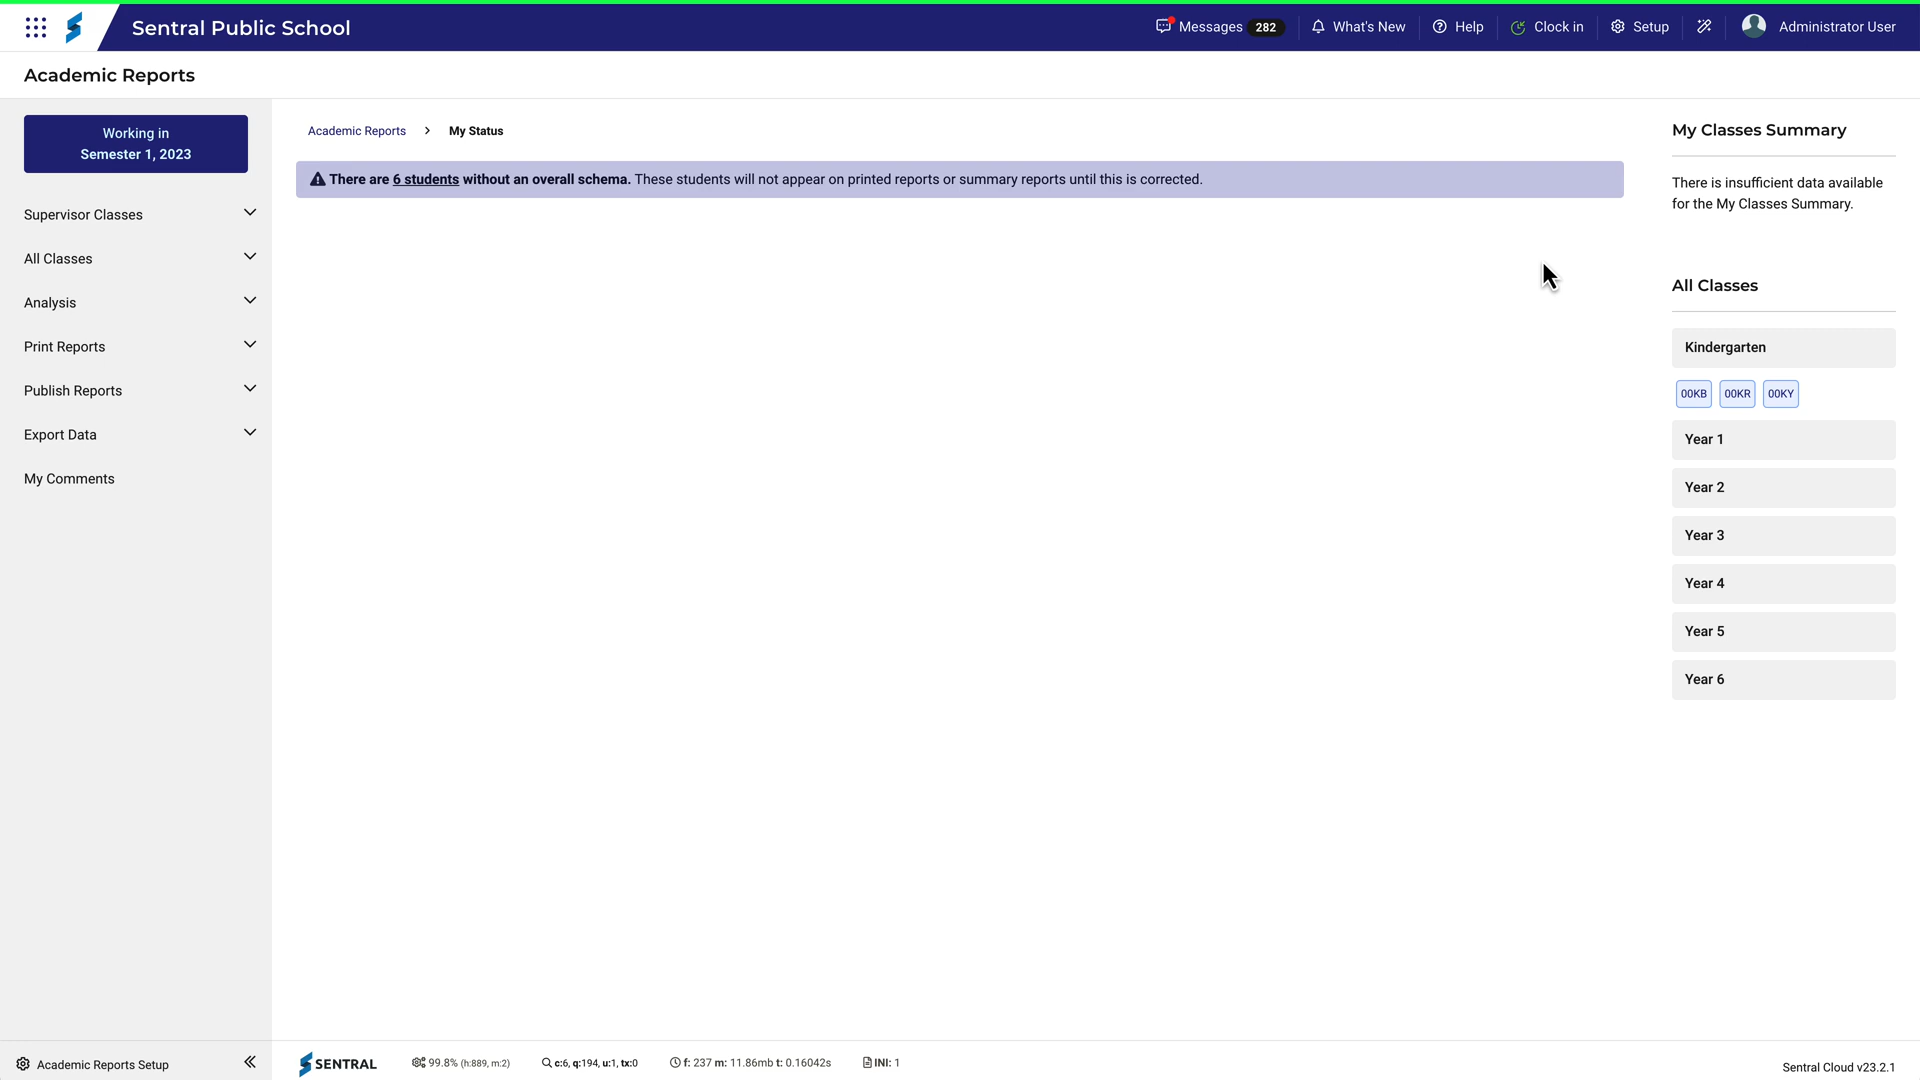 Sentral Public School
Messages 282
What's New
Help
Clock in
Setup
Administrator User
Academic Reports
Working in
Semester 1, 2023
Supervisor Classes
All Classes
Analysis
Print Reports
Publish Reports
Export Data
My Comments
Academic Reports > My Status
There are 6 students without an overall schema. These students will not appear on printed reports or summary reports until this is corrected.
My Classes Summary
There is insufficient data available
for the My Classes Summary.
All Classes
Kindergarten
00KB 00KR 00KY
Year 1
Year 2
Year 3
Year 4
Year 5
Year 6
Academic Reports Setup
SENTRAL
99.8% (h:889, m:2)
c:6, q:194, u:1, tx:0
f: 237 m: 11.86mb t: 0.16042s
INI: 1
Sentral Cloud v23.2.1